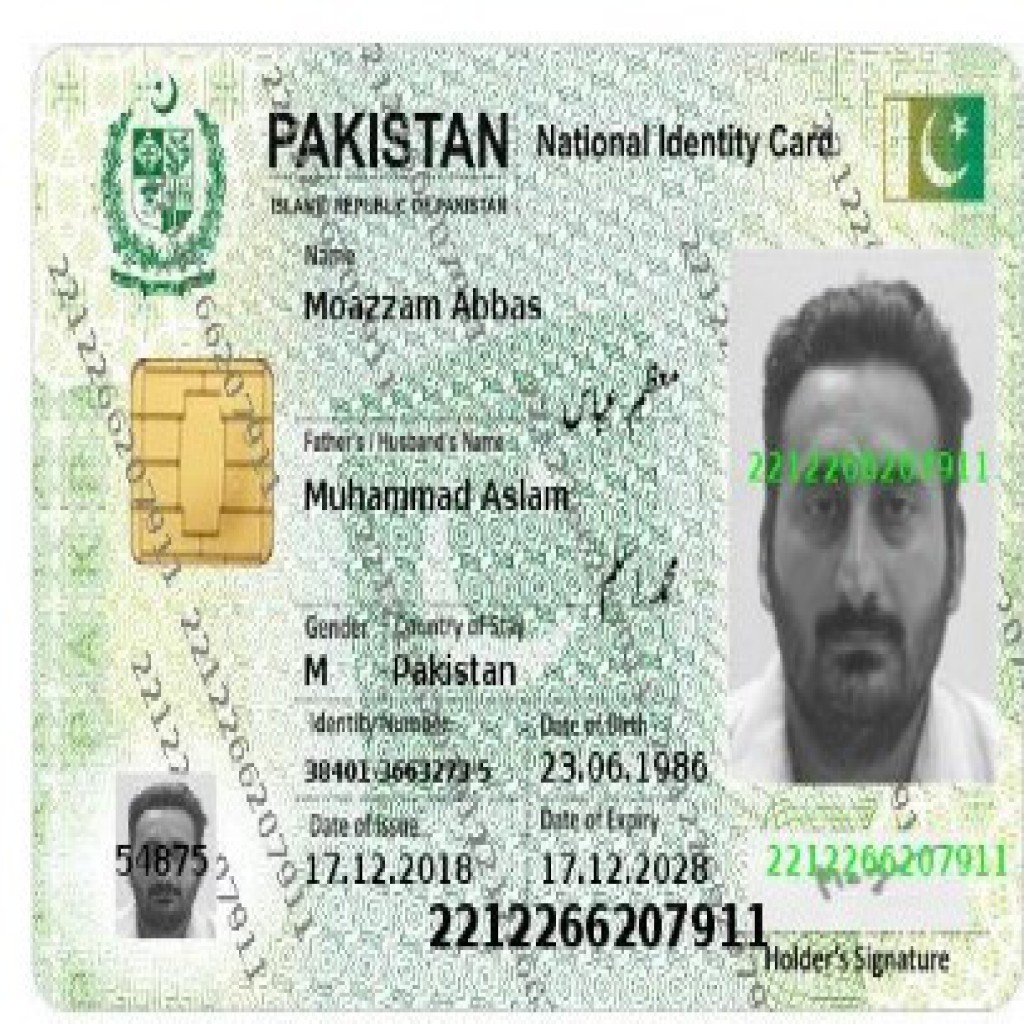 PAKISTAN National Identity Card
ISLAMIC REPUBLIC OF PAKISTAN
Name
Moazzam Abbas
معظم عباس
Father's / Husband's Name
Muhammad Aslam
محمد اسلم
Gender Country of Stay
M Pakistan
Identity Number Date of Birth
38401-3663273-5 23.06.1986
Date of Issue Date of Expiry
17.12.2018 17.12.2028
2212266207911
2212266207911
2212266207911
54875
Holder's Signature
2212266207911
2212266207911